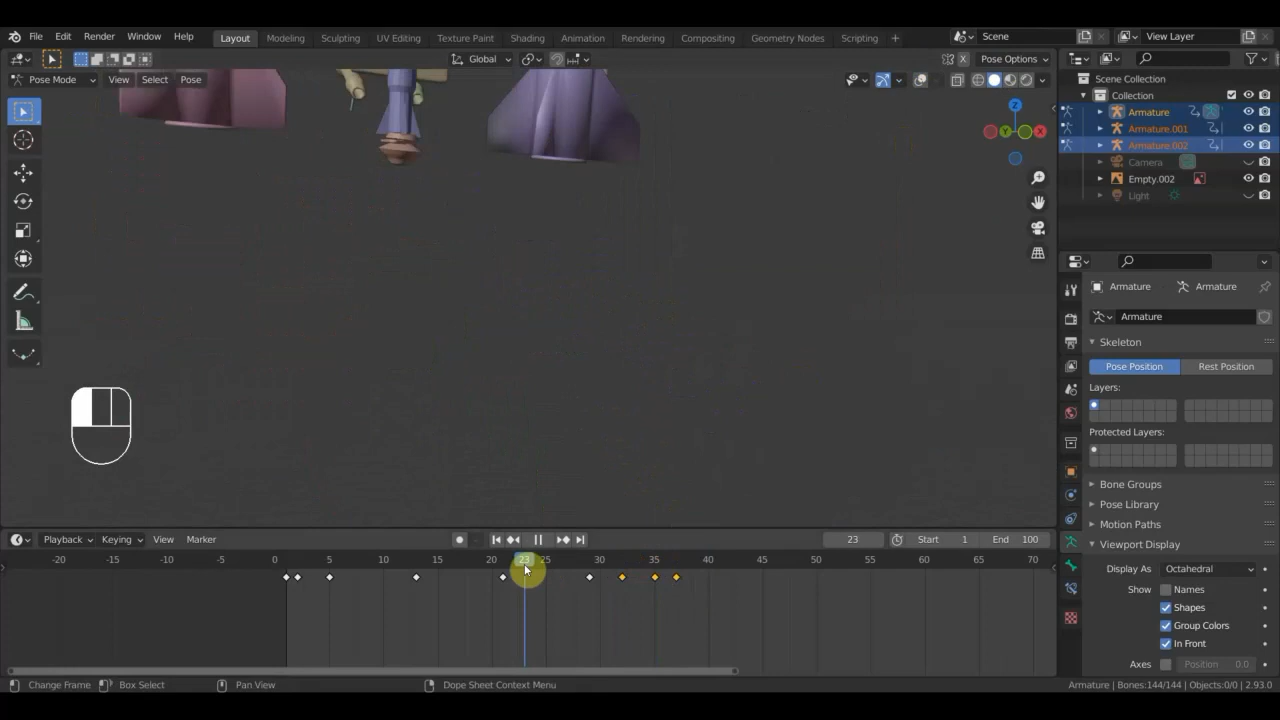 File Edit Render Window Help Layout Modeling Sculpting UV Editing Texture Paint Shading Animation Rendering Compositing Geometry Nodes Scripting + Scene View Layer
Global Pose Options
Pose Mode View Select Pose
Scene Collection
Collection
Armature
Armature.001
Armature.002
Camera
Empty.002
Light
Z
Y
X
Armature Armature
Armature
Skeleton
Pose Position Rest Position
Layers:
Protected Layers:
Bone Groups
Pose Library
Motion Paths
Viewport Display
Display As Octahedral
Show Names
Shapes
Group Colors
In Front
Axes Position 0.0
Playback Keying View Marker 23 Start 1 End 100
-20 -15 -10 -5 0 5 10 15 20 23 25 30 35 40 45 50 55 60 65 70
Change Frame Box Select Pan View Dope Sheet Context Menu Armature | Bones:144/144 | Objects:0/0 | 2.93.0